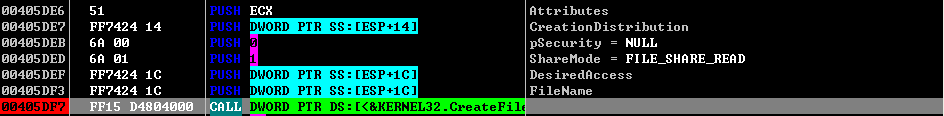 00405DE6 51 PUSH ECX Attributes
00405DE7 FF7424 14 PUSH DWORD PTR SS:[ESP+14] CreationDistribution
00405DEB 6A 00 PUSH 0 pSecurity = NULL
00405DED 6A 01 PUSH 1 ShareMode = FILE_SHARE_READ
00405DEF FF7424 1C PUSH DWORD PTR SS:[ESP+1C] DesiredAccess
00405DF3 FF7424 1C PUSH DWORD PTR SS:[ESP+1C] FileName
00405DF7 FF15 D4804000 CALL DWORD PTR DS:[<&KERNEL32.CreateFile